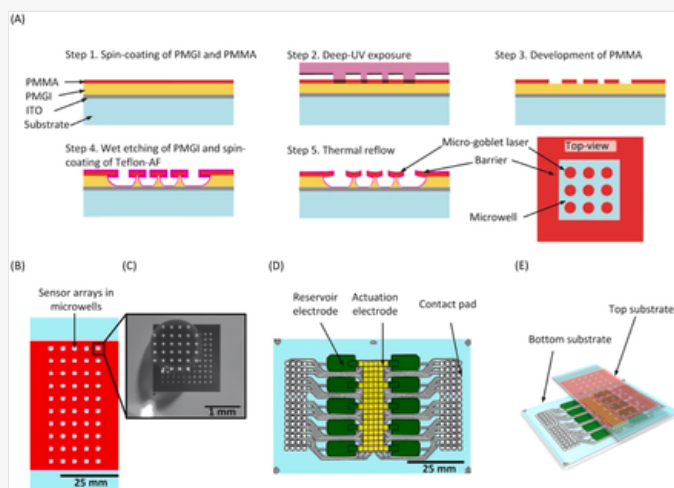 (A)
Step 1. Spin-coating of PMGI and PMMA
Step 2. Deep-UV exposure
Step 3. Development of PMMA
PMMA
PMGI
ITO
Substrate
Step 4. Wet etching of PMGI and spin-
coating of Teflon-AF
Step 5. Thermal reflow
Micro-goblet laser
Barrier
Top-view
Microwell
(B)
Sensor arrays in
microwells
25 mm
(C)
1 mm
(D)
Reservoir
electrode
Actuation
electrode
Contact pad
25 mm
(E)
Top substrate
Bottom substrate